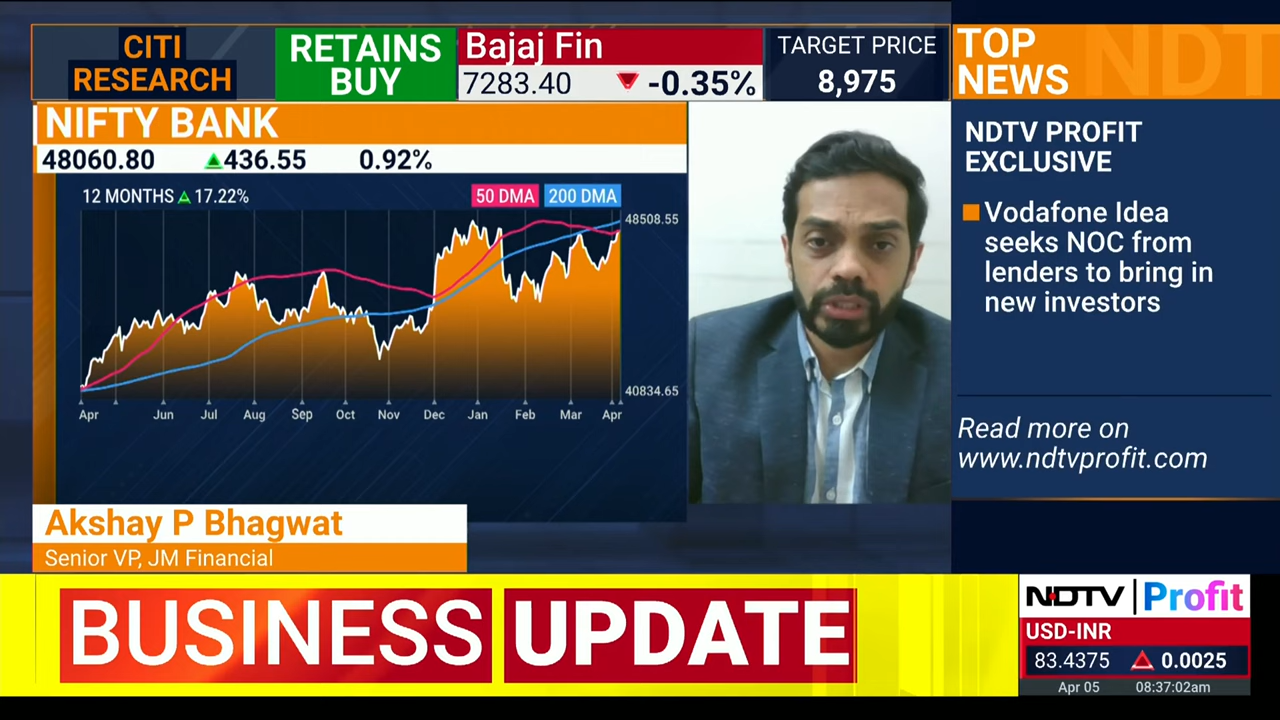 CITI
RESEARCH
RETAINS
BUY
Bajaj Fin
7283.40 ▼ -0.35%
TARGET PRICE
8,975
TOP
NEWS
NDT
NIFTY BANK
48060.80 ▲436.55 0.92%
12 MONTHS ▲ 17.22%
50 DMA 200 DMA
48508.55
40834.65
Apr Jun Jul Aug Sep Oct Nov Dec Jan Feb Mar Apr
NDTV PROFIT
EXCLUSIVE
Vodafone Idea
seeks NOC from
lenders to bring in
new investors
Read more on
www.ndtvprofit.com
Akshay P Bhagwat
Senior VP, JM Financial
BUSINESS UPDATE
NDTV Profit
USD-INR
83.4375 ▲ 0.0025
Apr 05 08:37:02am